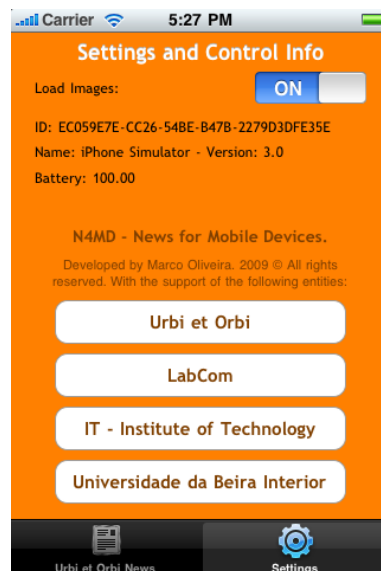 Carrier 5:27 PM
Settings and Control Info
Load Images: ON
ID: EC059E7E-CC26-54BE-B47B-2279D3DFE35E
Name: iPhone Simulator - Version: 3.0
Battery: 100.00
N4MD - News for Mobile Devices.
Developed by Marco Oliveira. 2009 © All rights
reserved. With the support of the following entities:
Urbi et Orbi
LabCom
IT - Institute of Technology
Universidade da Beira Interior
Urbi et Orbi News Settings